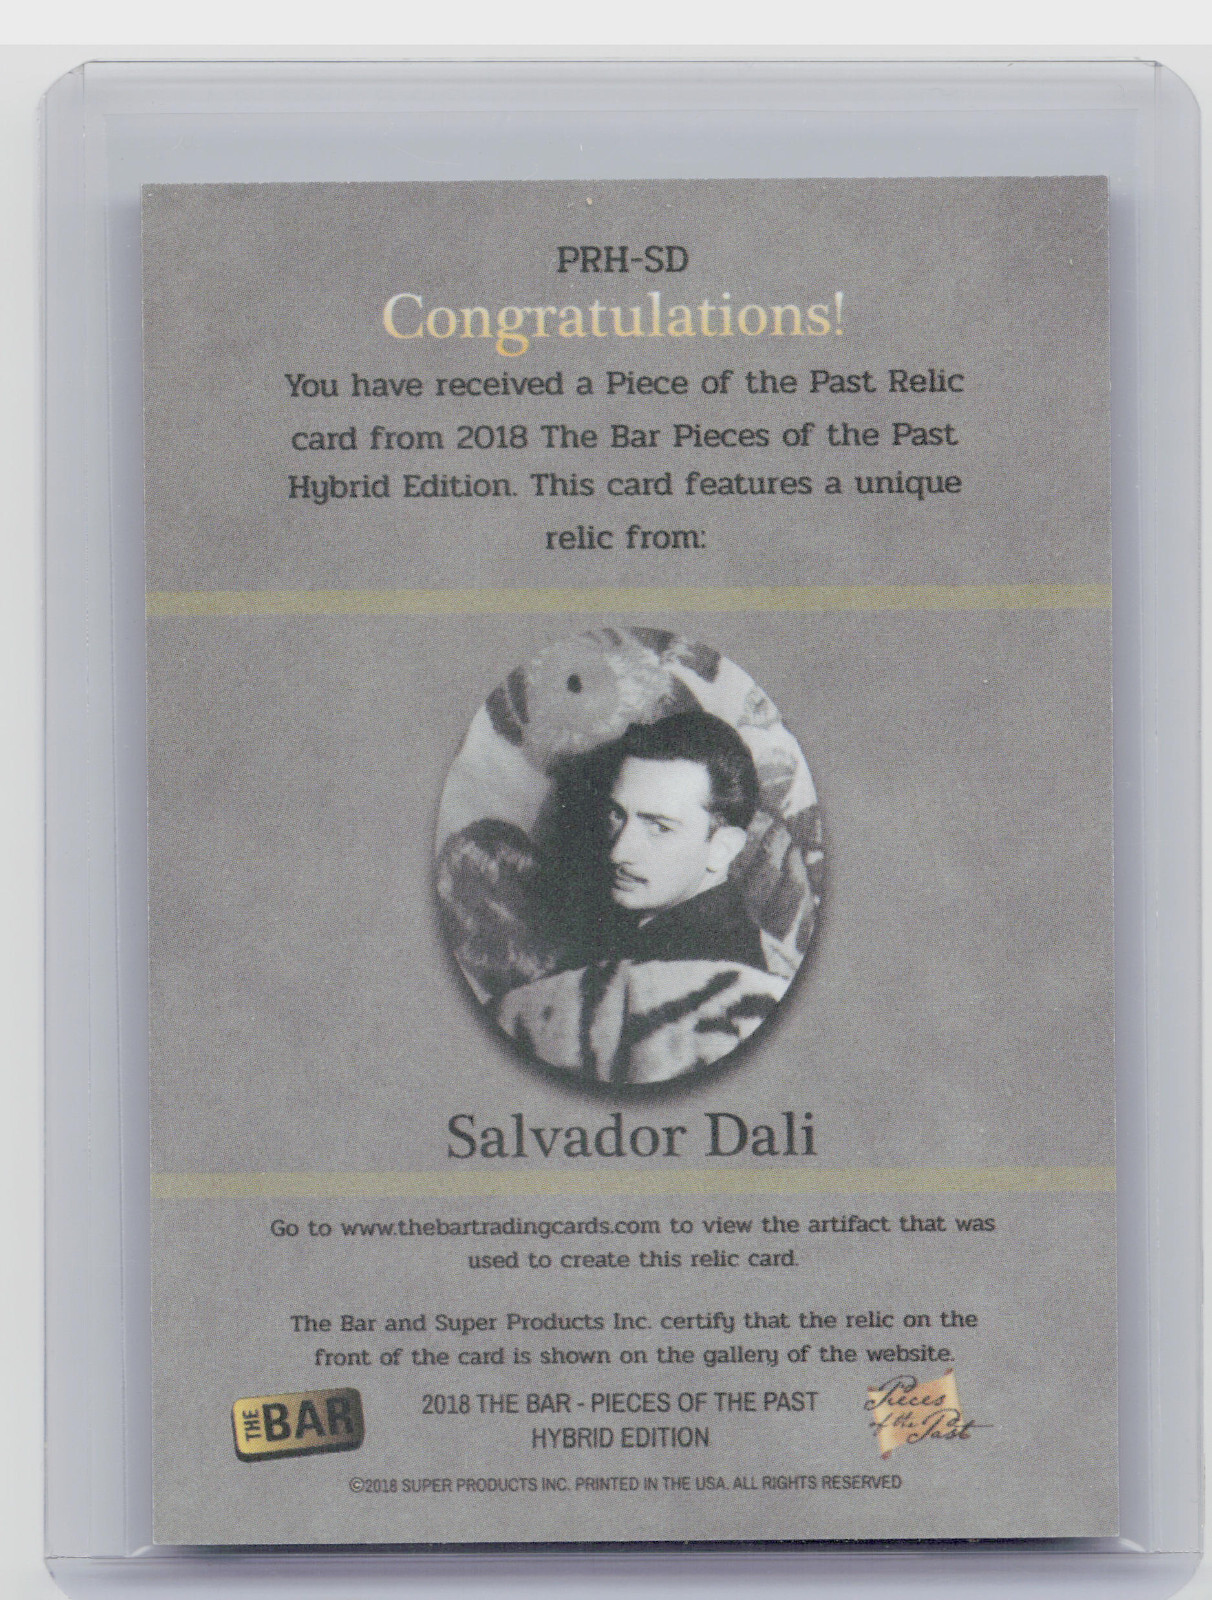 PRH-SD
Congratulations!
You have received a Piece of the Past Relic
card from 2018 The Bar Pieces of the Past
Hybrid Edition. This card features a unique
relic from:
Salvador Dali
Go to www.thebartradingcards.com to view the artifact that was
used to create this relic card.
The Bar and Super Products Inc. certify that the relic on the
front of the card is shown on the gallery of the website.
THE BAR
2018 THE BAR - PIECES OF THE PAST
HYBRID EDITION
Pieces
of the Past
©2018 SUPER PRODUCTS INC. PRINTED IN THE USA. ALL RIGHTS RESERVED